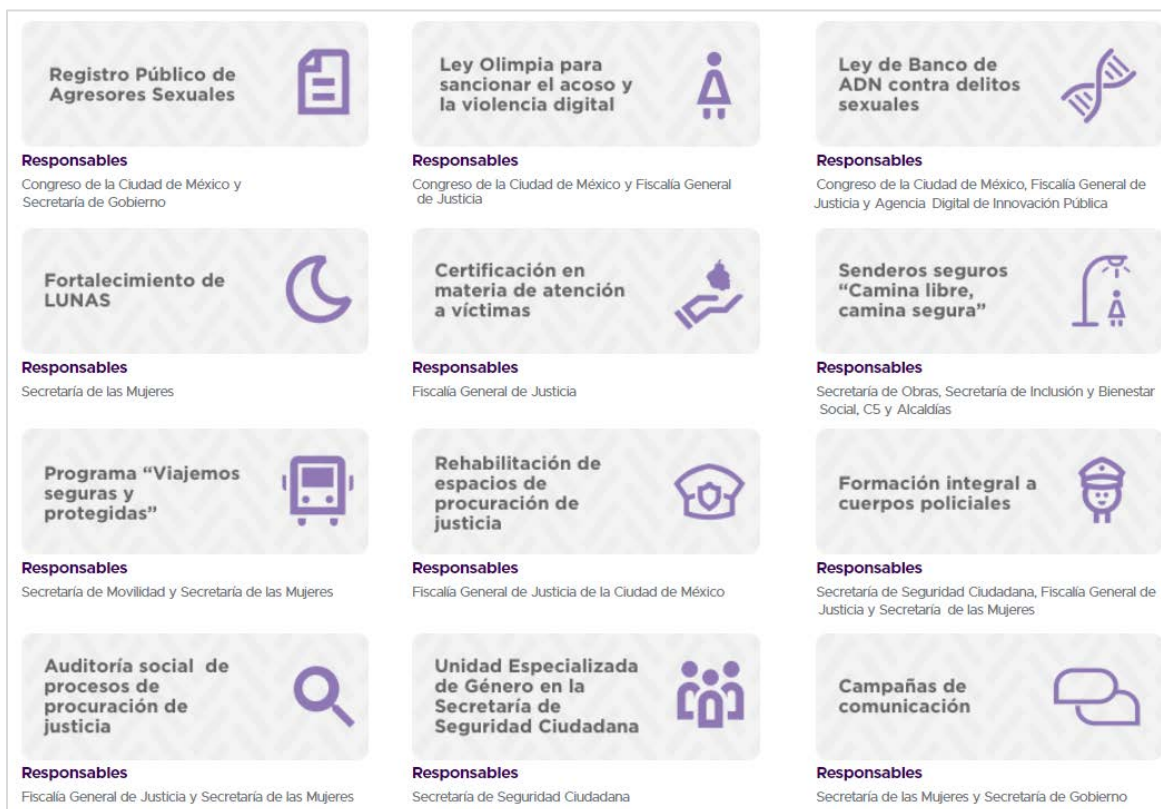 Registro Público de
Agresores Sexuales
Responsables
Congreso de la Ciudad de México y
Secretaría de Gobierno
Ley Olimpia para
sancionar el acoso y
la violencia digital
Responsables
Congreso de la Ciudad de México y Fiscalía General
de Justicia
Ley de Banco de
ADN contra delitos
sexuales
Responsables
Congreso de la Ciudad de México, Fiscalía General de
Justicia y Agencia Digital de Innovación Pública
Fortalecimiento de
LUNAS
Responsables
Secretaría de las Mujeres
Certificación en
materia de atención
a víctimas
Responsables
Fiscalía General de Justicia
Senderos seguros
“Camina libre,
camina segura”
Responsables
Secretaría de Obras, Secretaría de Inclusión y Bienestar
Social, C5 y Alcaldías
Programa “Viajemos
seguras y
protegidas”
Responsables
Secretaría de Movilidad y Secretaría de las Mujeres
Rehabilitación de
espacios de
procuración de
justicia
Responsables
Fiscalía General de Justicia de la Ciudad de México
Formación integral a
cuerpos policiales
Responsables
Secretaría de Seguridad Ciudadana, Fiscalía General de
Justicia y Secretaría de las Mujeres
Auditoría social de
procesos de
procuración de
justicia
Responsables
Fiscalía General de Justicia y Secretaría de las Mujeres
Unidad Especializada
de Género en la
Secretaría de
Seguridad Ciudadana
Responsables
Secretaría de Seguridad Ciudadana
Campañas de
comunicación
Responsables
Secretaría de las Mujeres y Secretaría de Gobierno